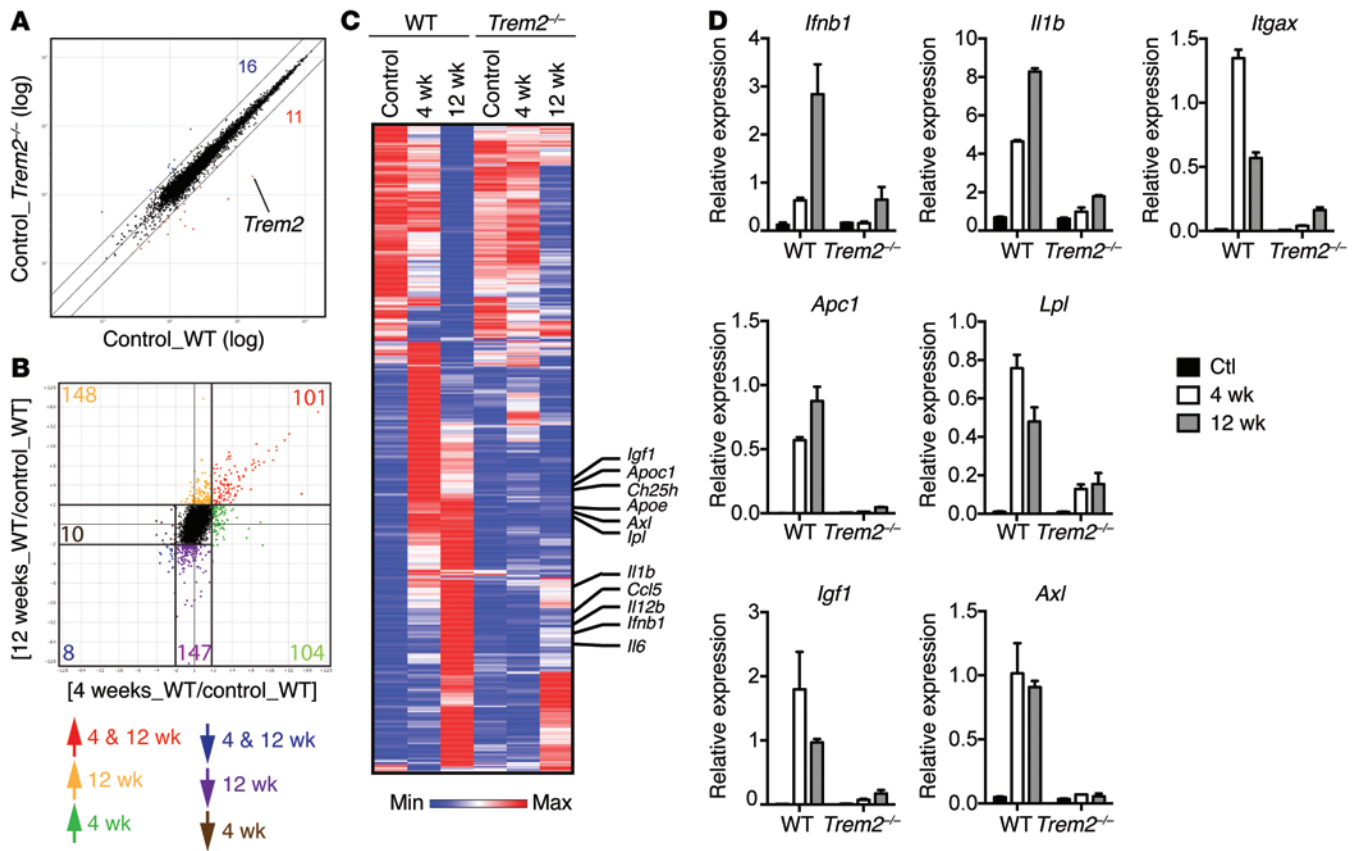 A
Control_Trem2–/– (log)
16
11
Trem2
Control_WT (log)
B
[12 weeks_WT/control_WT]
148
101
10
8
147
104
[4 weeks_WT/control_WT]
4 & 12 wk
4 & 12 wk
12 wk
12 wk
4 wk
4 wk
C
WT
Trem2–/–
Control
4 wk
12 wk
Control
4 wk
12 wk
Igf1
Apoc1
Ch25h
Apoe
Axl
lpl
Il1b
Ccl5
Il12b
Ifnb1
Il6
Min
Max
D
Ifnb1
Relative expression
4
3
2
1
0
WT
Trem2–/–
Il1b
Relative expression
10
8
6
4
2
0
WT
Trem2–/–
Itgax
Relative expression
1.5
1.0
0.5
0.0
WT
Trem2–/–
Apc1
Relative expression
1.5
1.0
0.5
0.0
WT
Trem2–/–
Lpl
Relative expression
1.0
0.8
0.6
0.4
0.2
0.0
WT
Trem2–/–
Ctl
4 wk
12 wk
Igf1
Relative expression
3
2
1
0
WT
Trem2–/–
Axl
Relative expression
1.5
1.0
0.5
0.0
WT
Trem2–/–